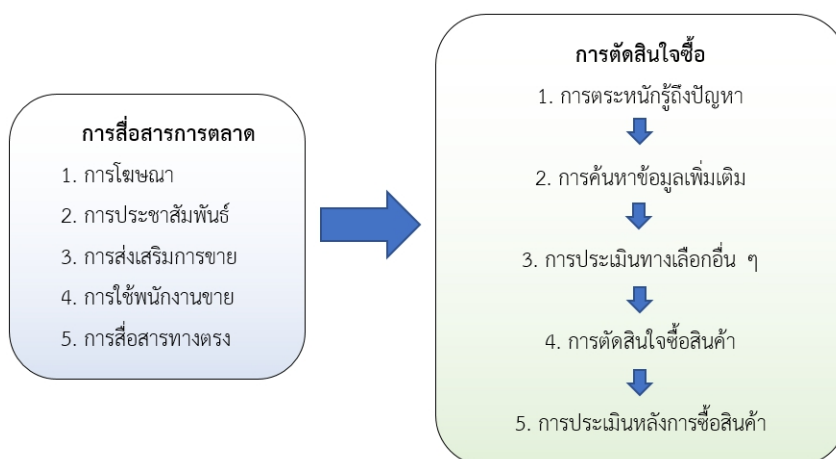 การสื่อสารการตลาด
1. การโฆษณา
2. การประชาสัมพันธ์
3. การส่งเสริมการขาย
4. การใช้พนักงานขาย
5. การสื่อสารทางตรง
การตัดสินใจซื้อ
1. การตระหนักรู้ถึงปัญหา
2. การค้นหาข้อมูลเพิ่มเติม
3. การประเมินทางเลือกอื่น ๆ
4. การตัดสินใจซื้อสินค้า
5. การประเมินหลังการซื้อสินค้า